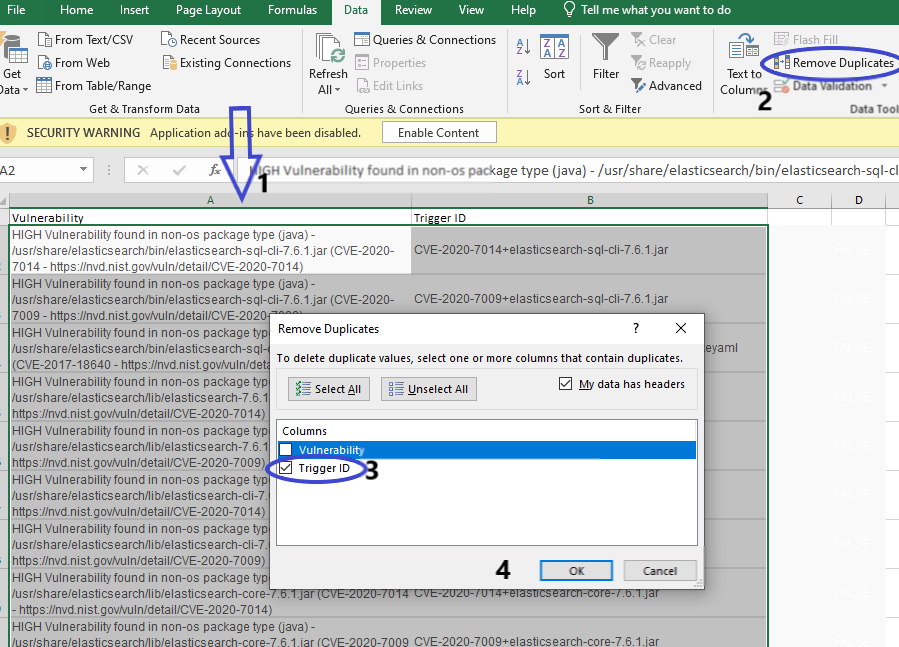 File Home Insert Page Layout Formulas Data Review View Help Tell me what you want to do
From Text/CSV Recent Sources Queries & Connections Clear Flash Fill
From Web Existing Connections Properties Reapply Remove Duplicates
Get Data From Table/Range Refresh All Edit Links Sort Filter Advanced Text to Columns 2 Data Validation
Get & Transform Data Queries & Connections Sort & Filter Data Tool
SECURITY WARNING Application add-ins have been disabled. Enable Content
A2 fx HIGH Vulnerability found in non-os package type (java) - /usr/share/elasticsearch/bin/elasticsearch-sql-cl
1
A B C D
Vulnerability Trigger ID
HIGH Vulnerability found in non-os package type (java) -
/usr/share/elasticsearch/bin/elasticsearch-sql-cli-7.6.1.jar (CVE-2020- CVE-2020-7014+elasticsearch-sql-cli-7.6.1.jar FALSE
7014 - https://nvd.nist.gov/vuln/detail/CVE-2020-7014)
HIGH Vulnerability found in non-os package type (java) -
/usr/share/elasticsearch/bin/elasticsearch-sql-cli-7.6.1.jar (CVE-2020- CVE-2020-7009+elasticsearch-sql-cli-7.6.1.jar FALSE
7009 - https://nvd.nist.gov/vuln/detail/CVE-2020-7009)
HIGH Vulnerability found in non-os package typ
/usr/share/elasticsearch/bin/elasticsearch-sql- eyaml FALSE
(CVE-2017-18640 - https://nvd.nist.gov/vuln/deta
HIGH Vulnerability found in non-os package typ
/usr/share/elasticsearch/lib/elasticsearch-7.6.1 FALSE
https://nvd.nist.gov/vuln/detail/CVE-2020-7014)
HIGH Vulnerability found in non-os package typ
/usr/share/elasticsearch/lib/elasticsearch-7.6.1 FALSE
https://nvd.nist.gov/vuln/detail/CVE-2020-7009)
HIGH Vulnerability found in non-os package typ
/usr/share/elasticsearch/lib/elasticsearch-cli-7. FALSE
https://nvd.nist.gov/vuln/detail/CVE-2020-7014)
HIGH Vulnerability found in non-os package typ
/usr/share/elasticsearch/lib/elasticsearch-cli-7. FALSE
https://nvd.nist.gov/vuln/detail/CVE-2020-7009)
HIGH Vulnerability found in non-os package typ
/usr/share/elasticsearch/lib/elasticsearch-core-7.6.1.jar (CVE-2020-7014 CVE-2020-7014+elasticsearch-core-7.6.1.jar FALSE
- https://nvd.nist.gov/vuln/detail/CVE-2020-7014)
HIGH Vulnerability found in non-os package type (java) -
/usr/share/elasticsearch/lib/elasticsearch-core-7.6.1.jar (CVE-2020-7009 CVE-2020-7009+elasticsearch-core-7.6.1.jar FALSE
Remove Duplicates ?
To delete duplicate values, select one or more columns that contain duplicates.
Select All Unselect All My data has headers
Columns
Vulnerability
Trigger ID 3
4 OK Cancel